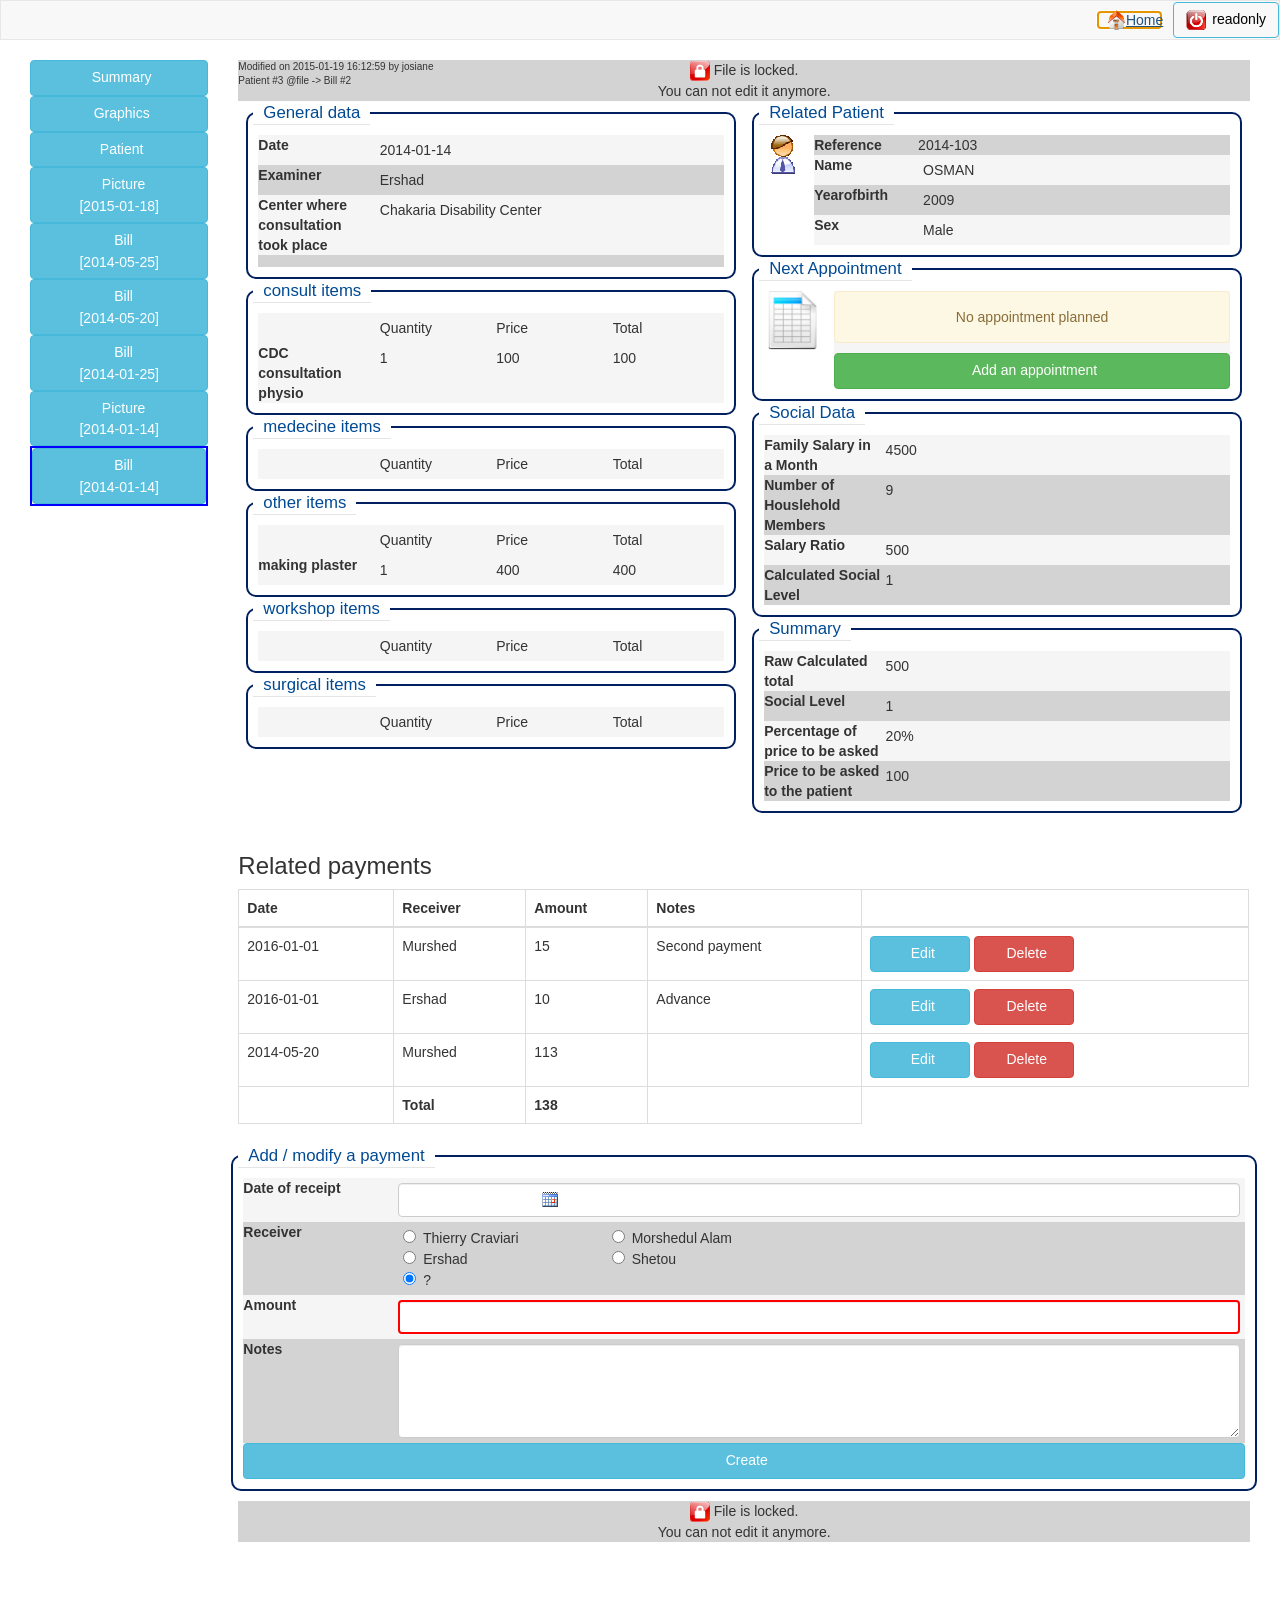 Home readonly
Summary
Graphics
Patient
Picture
[2015-01-18]
Bill
[2014-05-25]
Bill
[2014-05-20]
Bill
[2014-01-25]
Picture
[2014-01-14]
Bill
[2014-01-14]
Modified on 2015-01-19 16:12:59 by josiane
Patient #3 @file -> Bill #2
File is locked.
You can not edit it anymore.
General data
Date 2014-01-14
Examiner Ershad
Center where Chakaria Disability Center
consultation
took place
consult items
Quantity Price Total
CDC 1 100 100
consultation
physio
medecine items
Quantity Price Total
other items
Quantity Price Total
making plaster 1 400 400
workshop items
Quantity Price Total
surgical items
Quantity Price Total
Related Patient
Reference 2014-103
Name OSMAN
Yearofbirth 2009
Sex Male
Next Appointment
No appointment planned
Add an appointment
Social Data
Family Salary in 4500
a Month
Number of 9
Houslehold
Members
Salary Ratio 500
Calculated Social 1
Level
Summary
Raw Calculated 500
total
Social Level 1
Percentage of 20%
price to be asked
Price to be asked 100
to the patient
Related payments
Date Receiver Amount Notes
2016-01-01 Murshed 15 Second payment Edit Delete
2016-01-01 Ershad 10 Advance Edit Delete
2014-05-20 Murshed 113 Edit Delete
Total 138
Add / modify a payment
Date of receipt
Receiver Thierry Craviari Morshedul Alam
Ershad Shetou
?
Amount
Notes
Create
File is locked.
You can not edit it anymore.